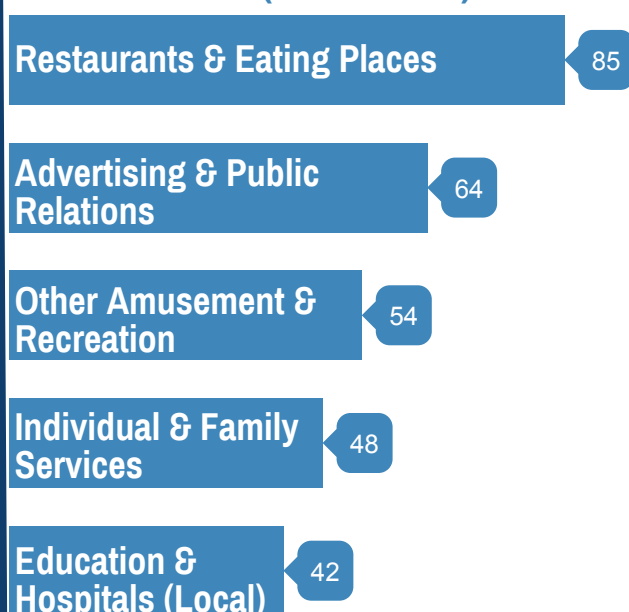 Restaurants & Eating Places
85
Advertising & Public
Relations
64
Other Amusement &
Recreation
54
Individual & Family
Services
48
Education &
Hospitals (Local)
42